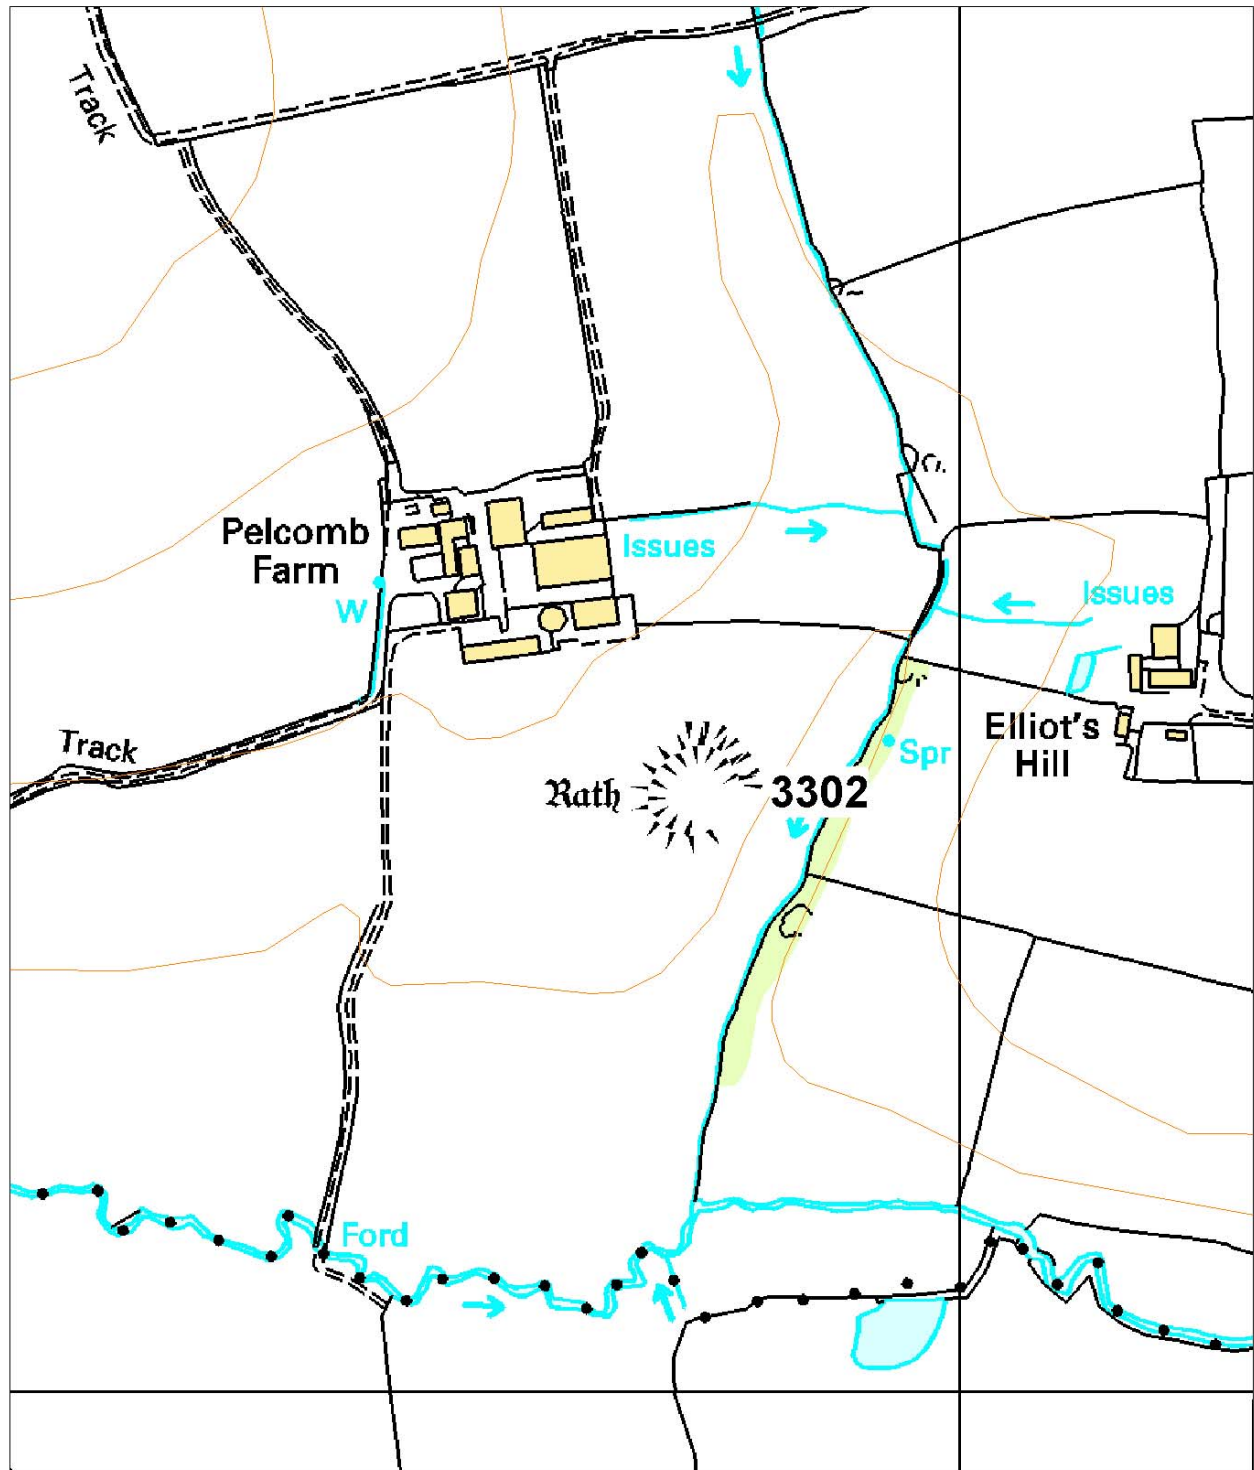 Track
Pelcomb
Farm
Issues
W
Issues
Elliot's
Hill
Track
Spr
Rath
3302
Ford